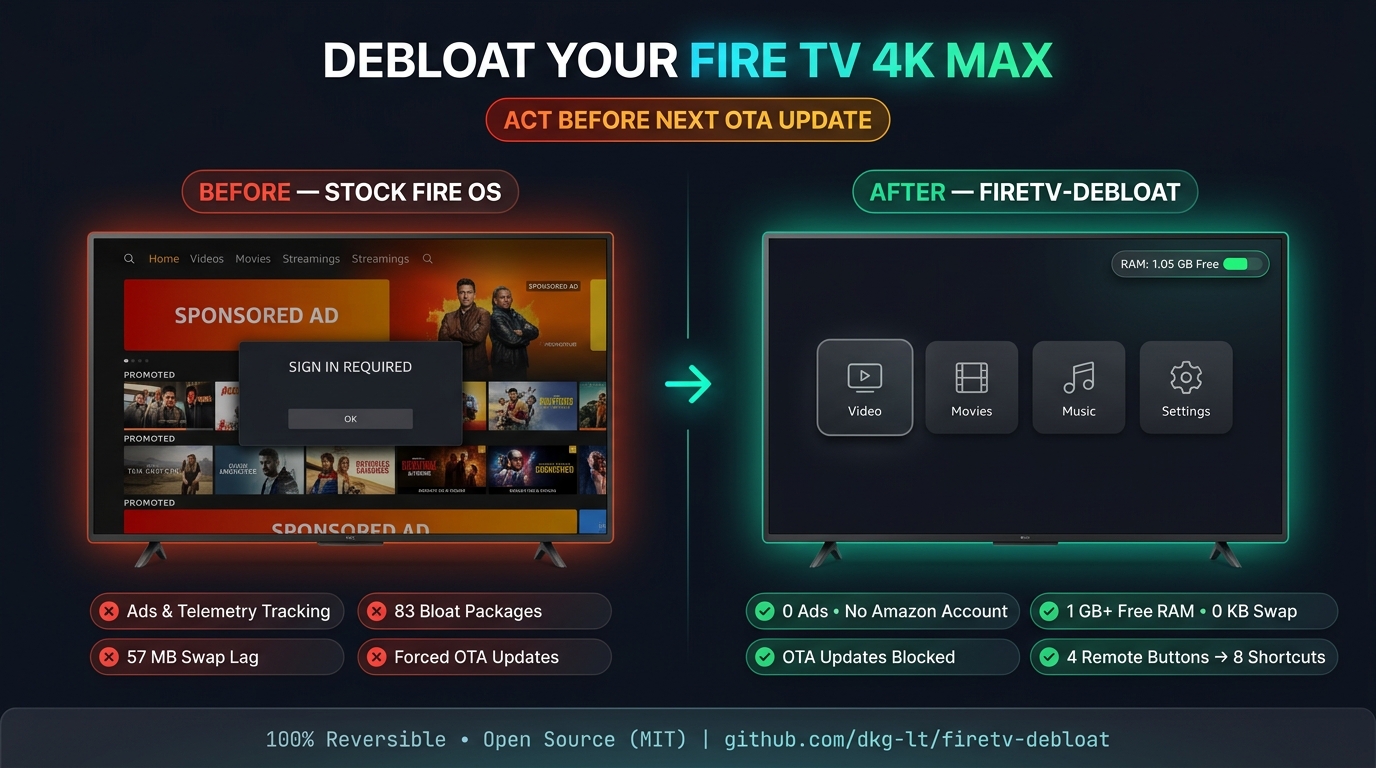 DEBLOAT YOUR FIRE TV 4K MAX
ACT BEFORE NEXT OTA UPDATE
BEFORE — STOCK FIRE OS
Home Videos Movies Streamings Streamings
SPONSORED AD
SPONSORED AD
SIGN IN REQUIRED
OK
PROMOTED
PROMOTED
PROMOTED
SPONSORED AD
Ads & Telemetry Tracking
83 Bloat Packages
57 MB Swap Lag
Forced OTA Updates
AFTER — FIRETV-DEBLOAT
RAM: 1.05 GB Free
Video
Movies
Music
Settings
0 Ads • No Amazon Account
1 GB+ Free RAM • 0 KB Swap
OTA Updates Blocked
4 Remote Buttons → 8 Shortcuts
100% Reversible • Open Source (MIT) | github.com/dkg-lt/firetv-debloat